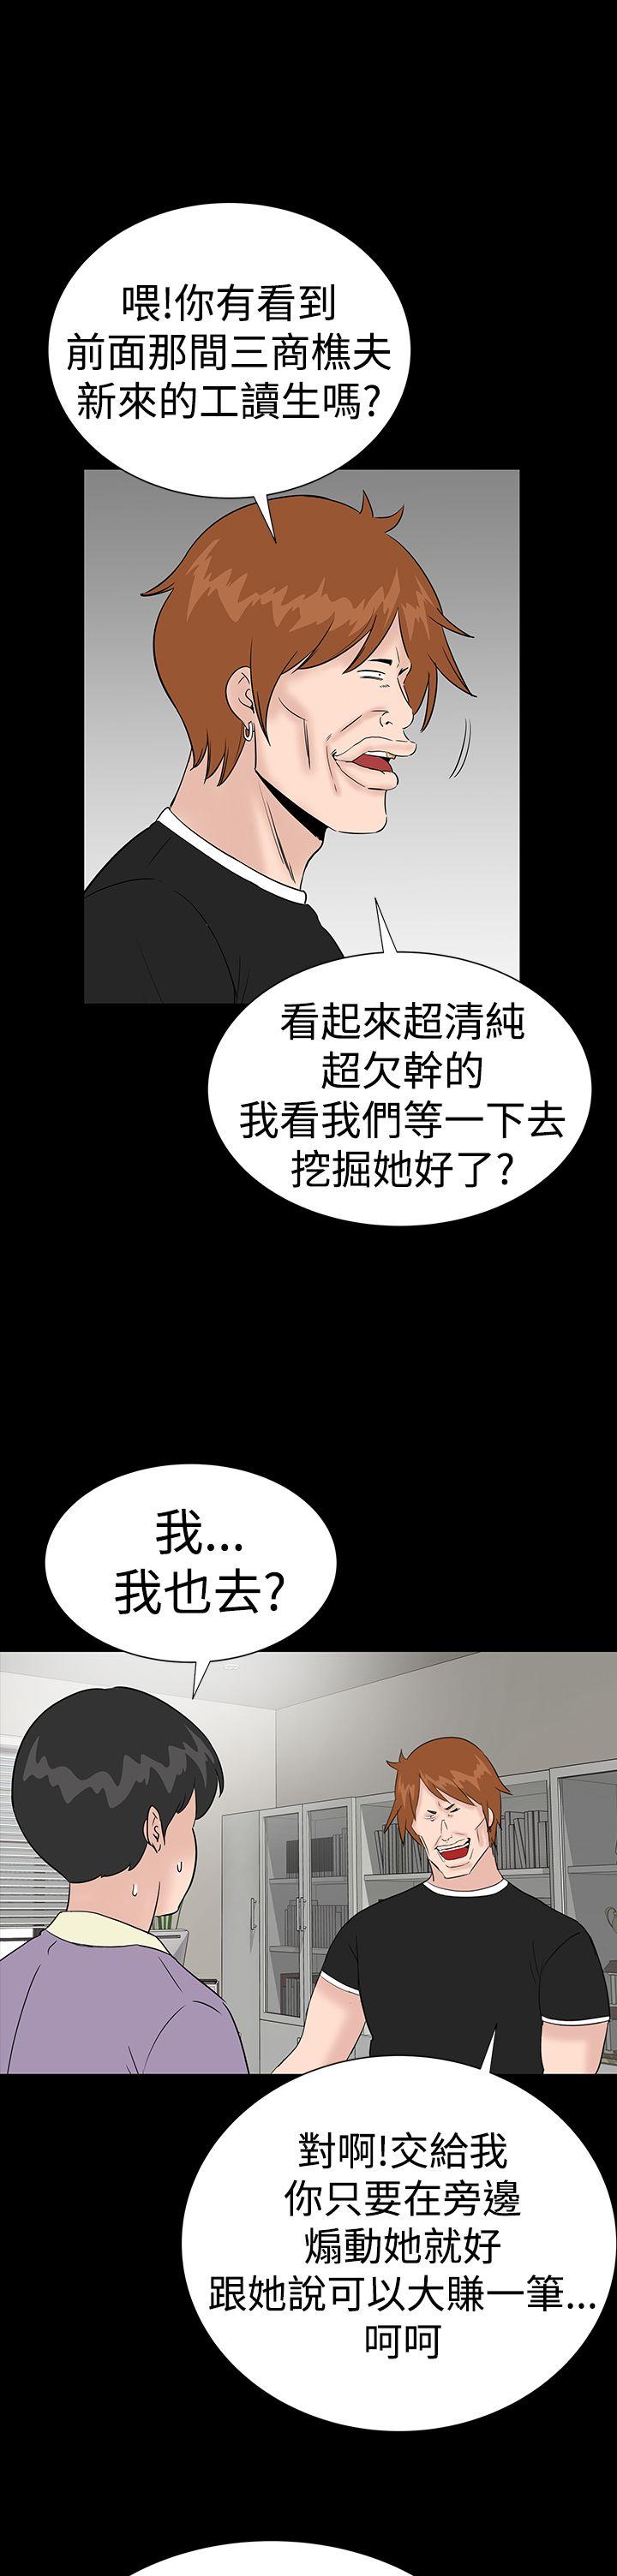 喂!你有看到
前面那間三商樵夫
新來的工讀生嗎?
看起來超清純
超欠幹的
我看我們等一下去
挖掘她好了?
我...
我也去?
對啊!交給我
你只要在旁邊
煽動她就好
跟她說可以大賺一筆...
呵呵